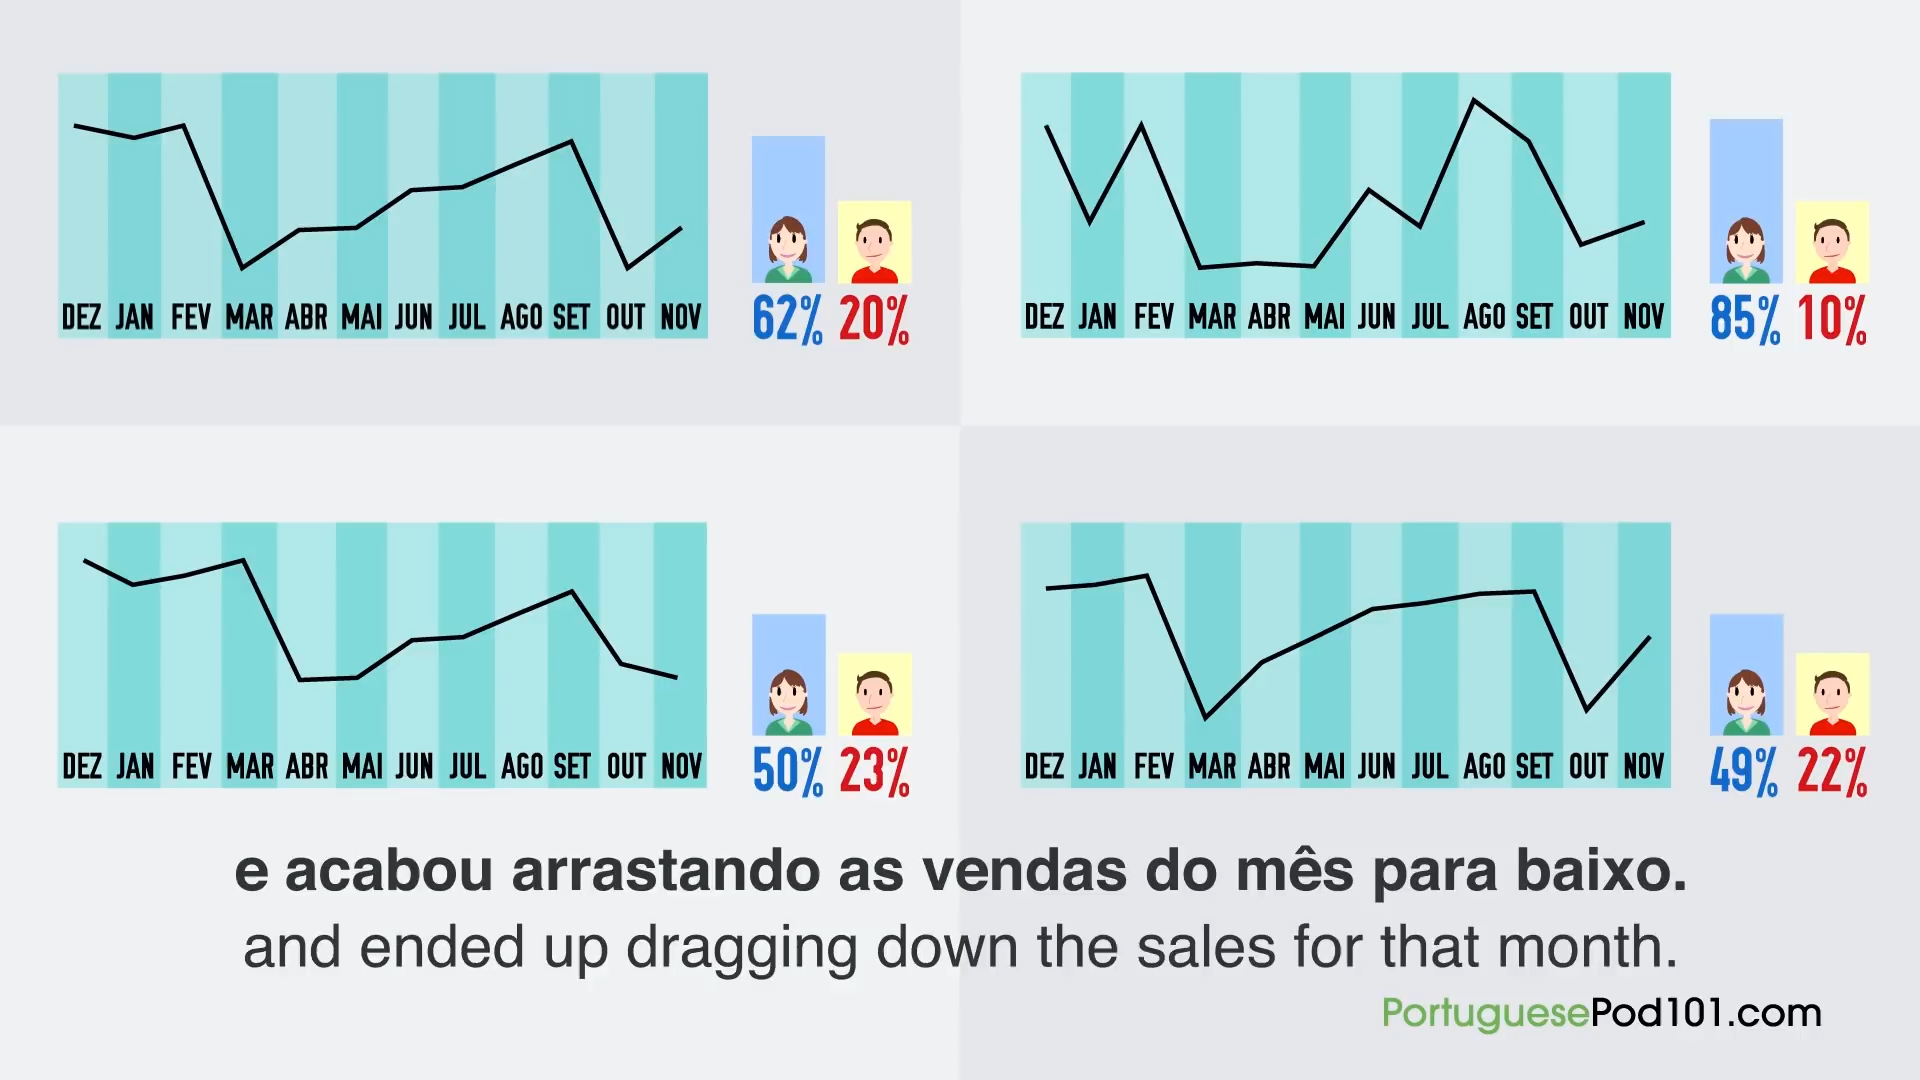 DEZ JAN FEV MAR ABR MAI JUN JUL AGO SET OUT NOV
62% 20%
DEZ JAN FEV MAR ABR MAI JUN JUL AGO SET OUT NOV
85% 10%
DEZ JAN FEV MAR ABR MAI JUN JUL AGO SET OUT NOV
50% 23%
DEZ JAN FEV MAR ABR MAI JUN JUL AGO SET OUT NOV
49% 22%
e acabou arrastando as vendas do mês para baixo.
and ended up dragging down the sales for that month.
PortuguesePod101.com